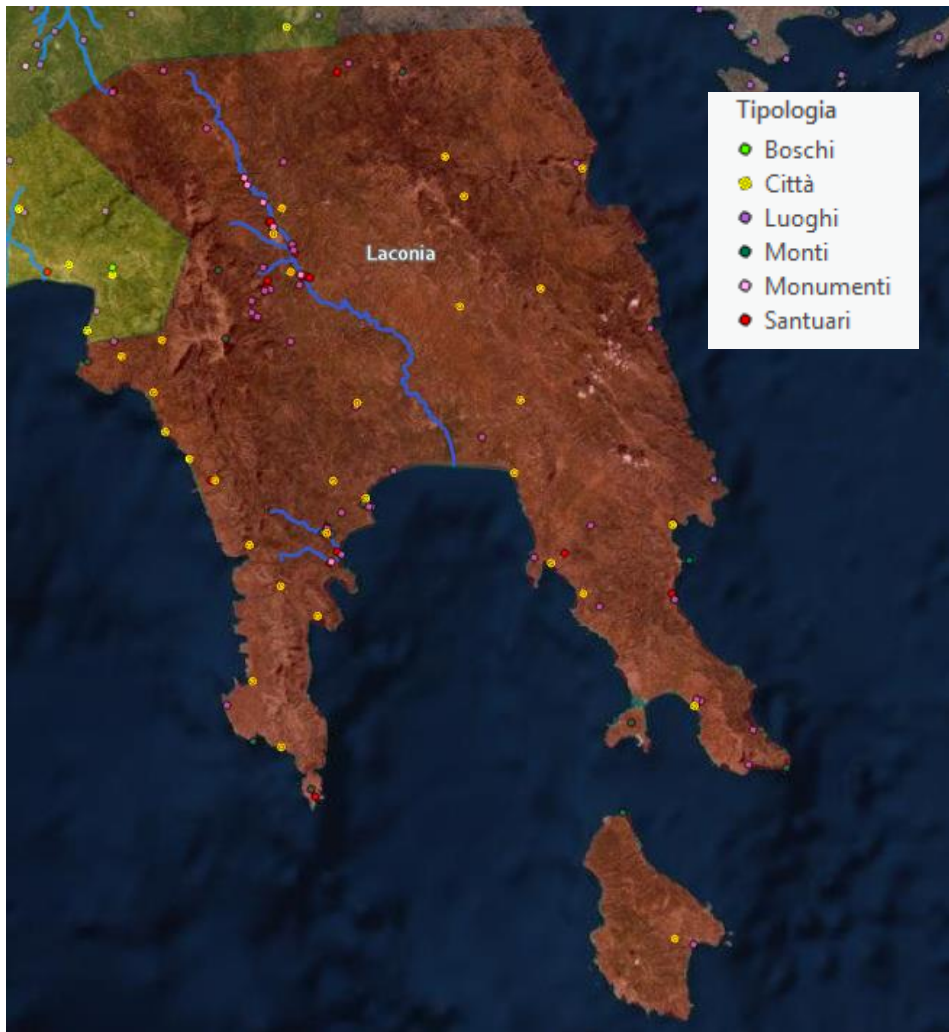 Tipologia
Boschi
Città
Luoghi
Laconia
Monti
Monumenti
Santuari